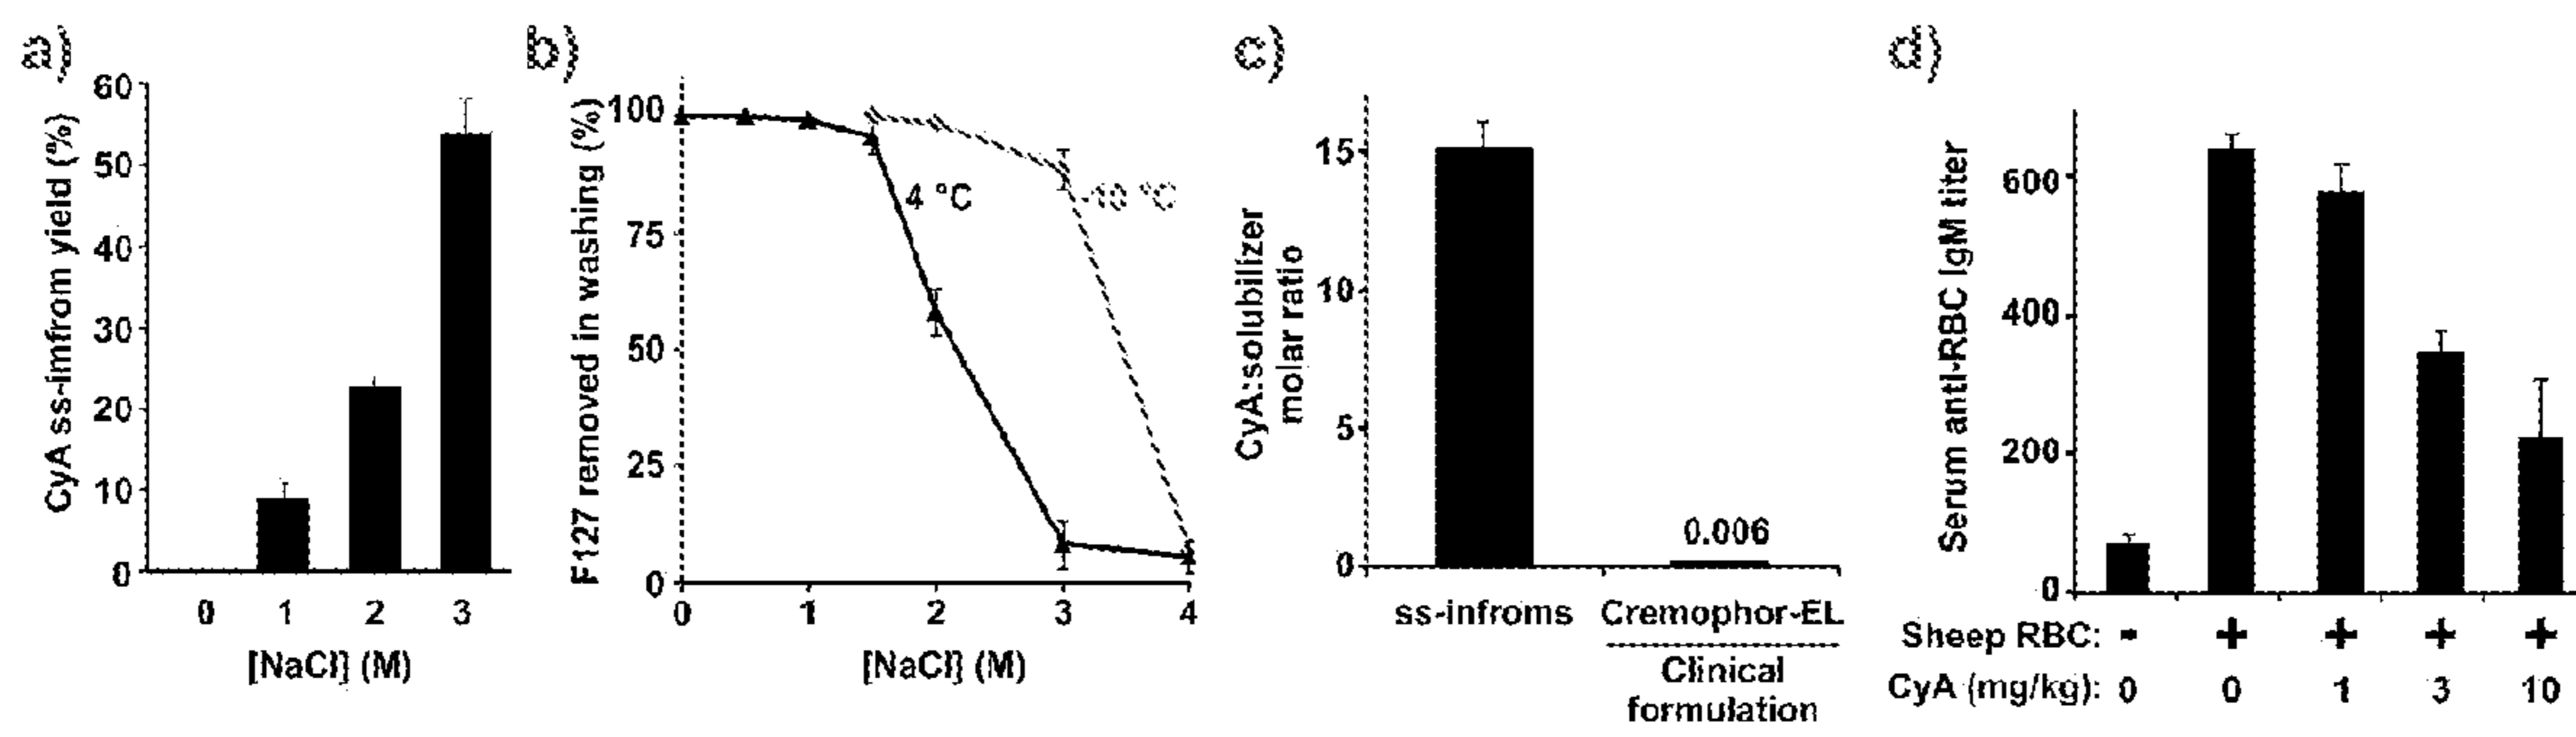 a)
CyA ss-imfrom yield (%)
60
50
40
30
20
10
0
0 1 2 3
[NaCl] (M)
b)
F127 removed in washing (%)
100
75
50
25
0
4 °C
-10 °C
0 1 2 3 4
[NaCl] (M)
c)
CyA:solubilizer
molar ratio
15
10
5
0
0.006
ss-infroms Cremophor-EL
Clinical
formulation
d)
Serum anti-RBC IgM titer
600
400
200
0
Sheep RBC: - + + + +
CyA (mg/kg): 0 0 1 3 10